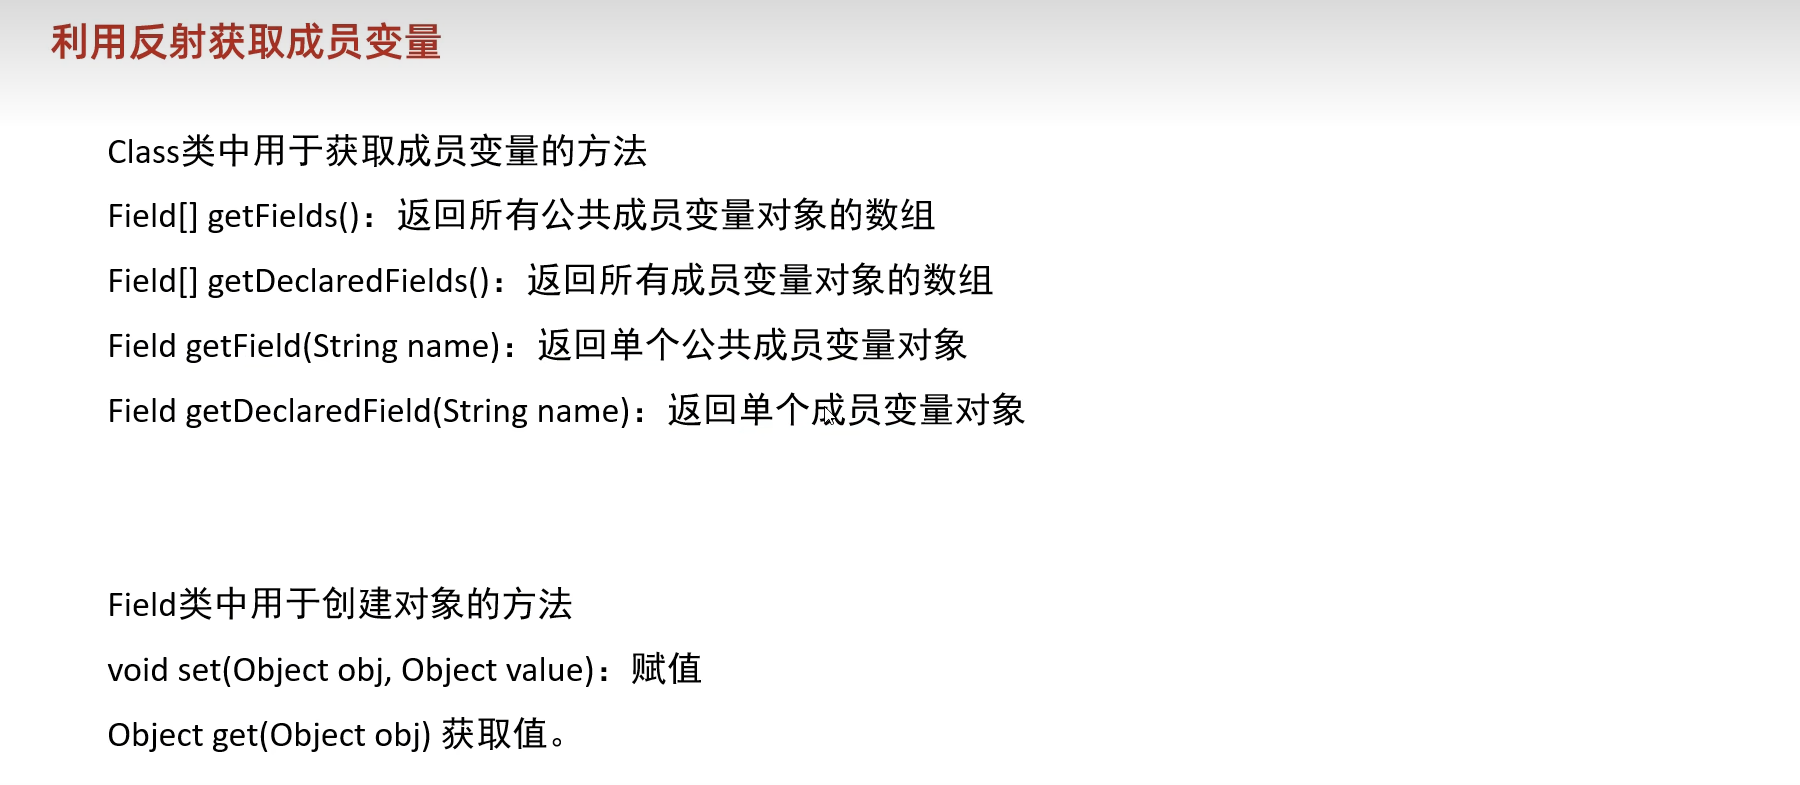 利用反射获取成员变量
Class类中用于获取成员变量的方法
Field[] getFields()：返回所有公共成员变量对象的数组
Field[] getDeclaredFields()：返回所有成员变量对象的数组
Field getField(String name)：返回单个公共成员变量对象
Field getDeclaredField(String name)：返回单个成员变量对象
Field类中用于创建对象的方法
void set(Object obj, Object value)：赋值
Object get(Object obj) 获取值。